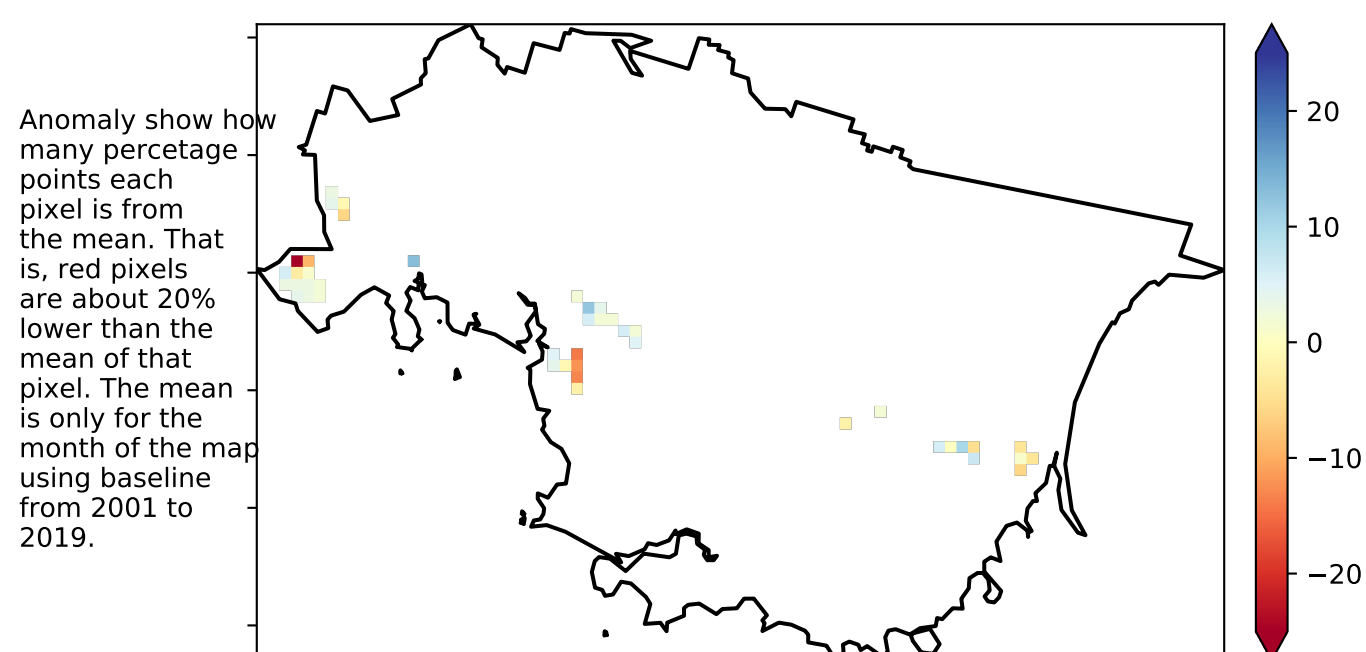 Anomaly show how
many percetage
points each
pixel is from
the mean. That
is, red pixels
are about 20%
lower than the
mean of that
pixel. The mean
is only for the
month of the map
using baseline
from 2001 to
2019.
20
10
0
−10
−20